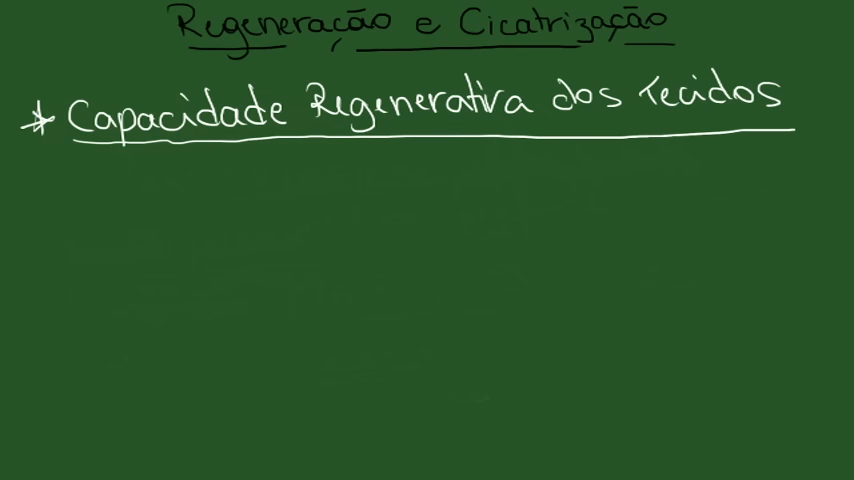 Regeneração e Cicatrização
* Capacidade Regenerativa dos Tecidos